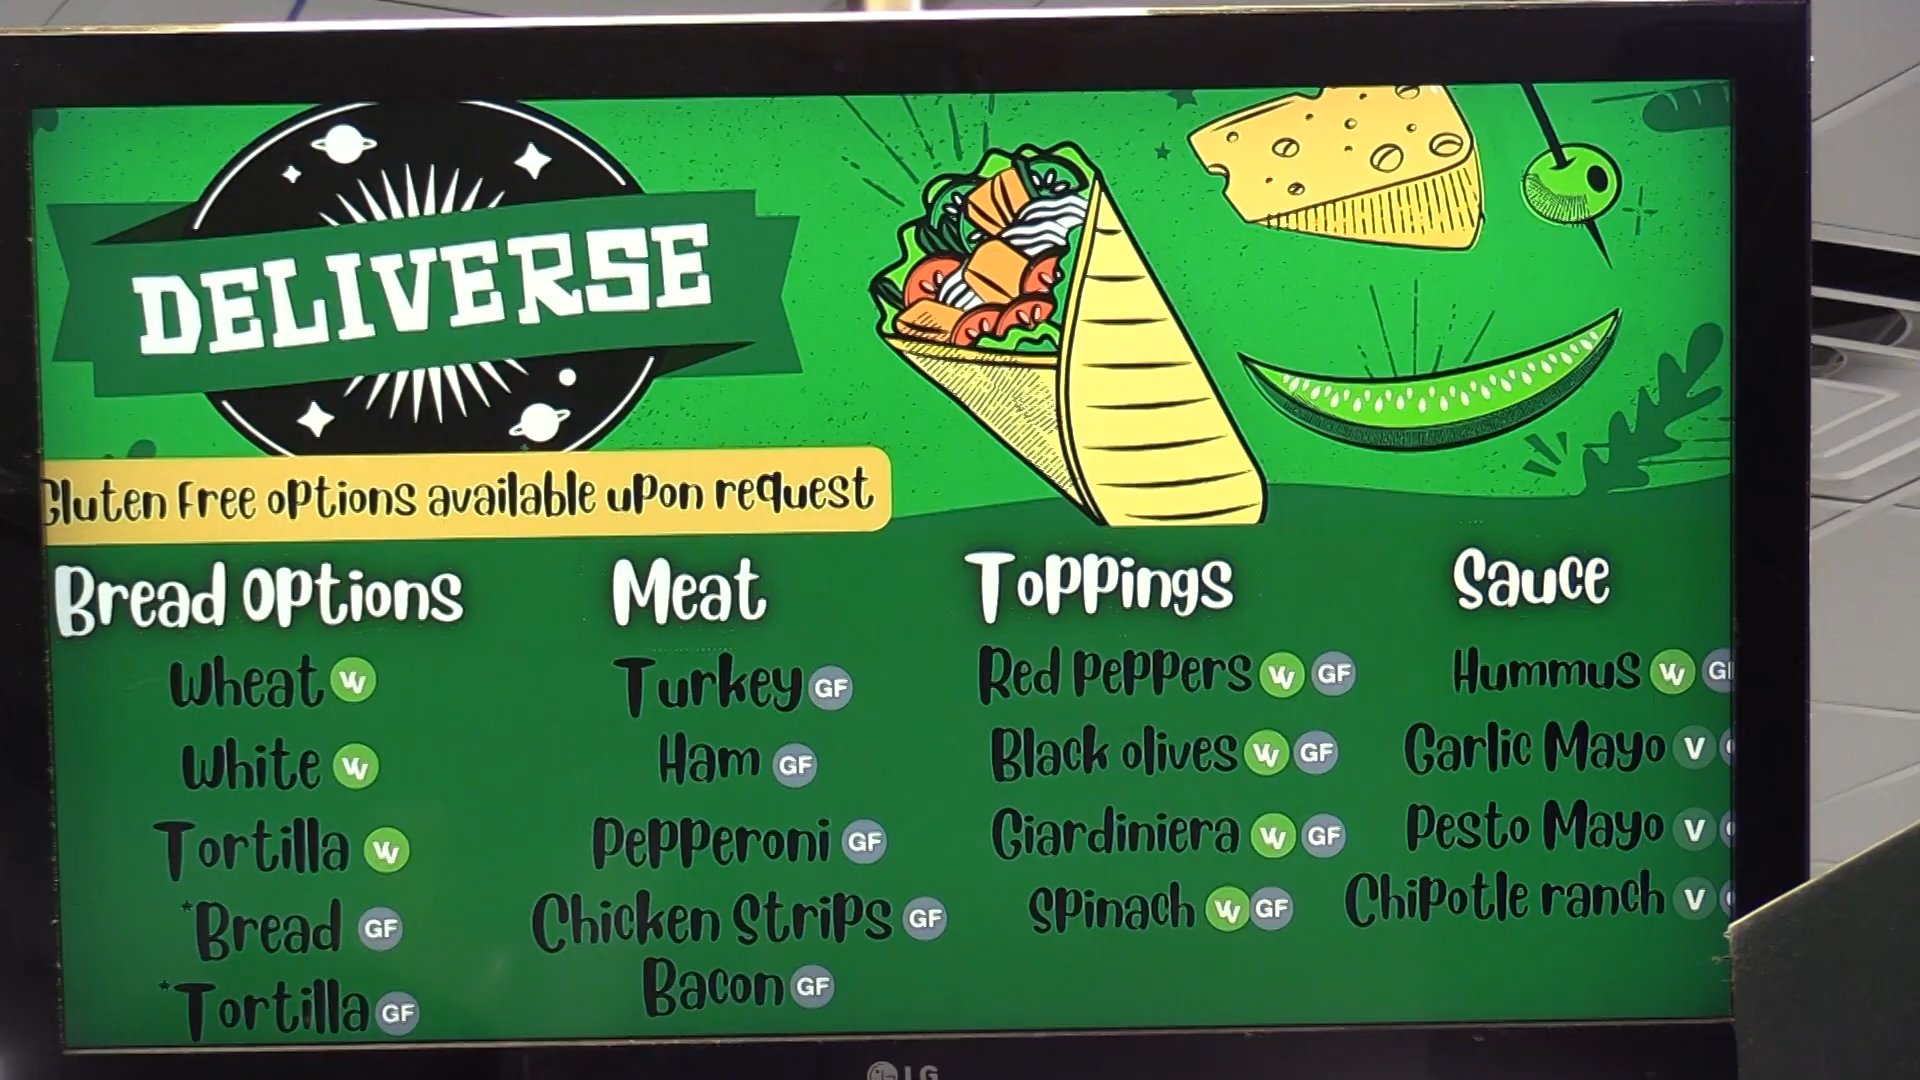 DELIVERSE
Gluten Free options available upon request
Bread Options
Wheat V
White V
Tortilla V
*Bread GF
*Tortilla GF
Meat
Turkey GF
Ham GF
Pepperoni GF
Chicken Strips GF
Bacon GF
Toppings
Red Peppers V GF
Black olives V GF
Giardiniera V GF
Spinach V GF
Sauce
Hummus V
Garlic Mayo V
Pesto Mayo V
Chipotle ranch V
LG